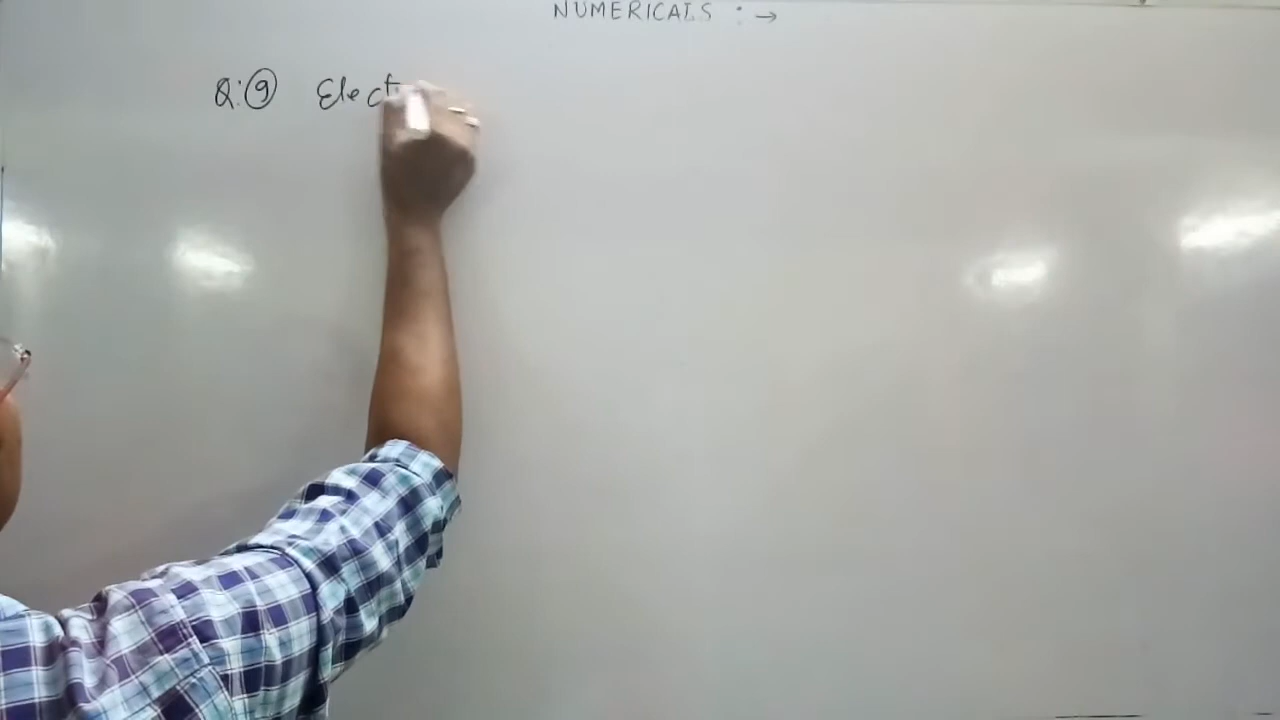 NUMERICALS : →
Q:⑨ Elect